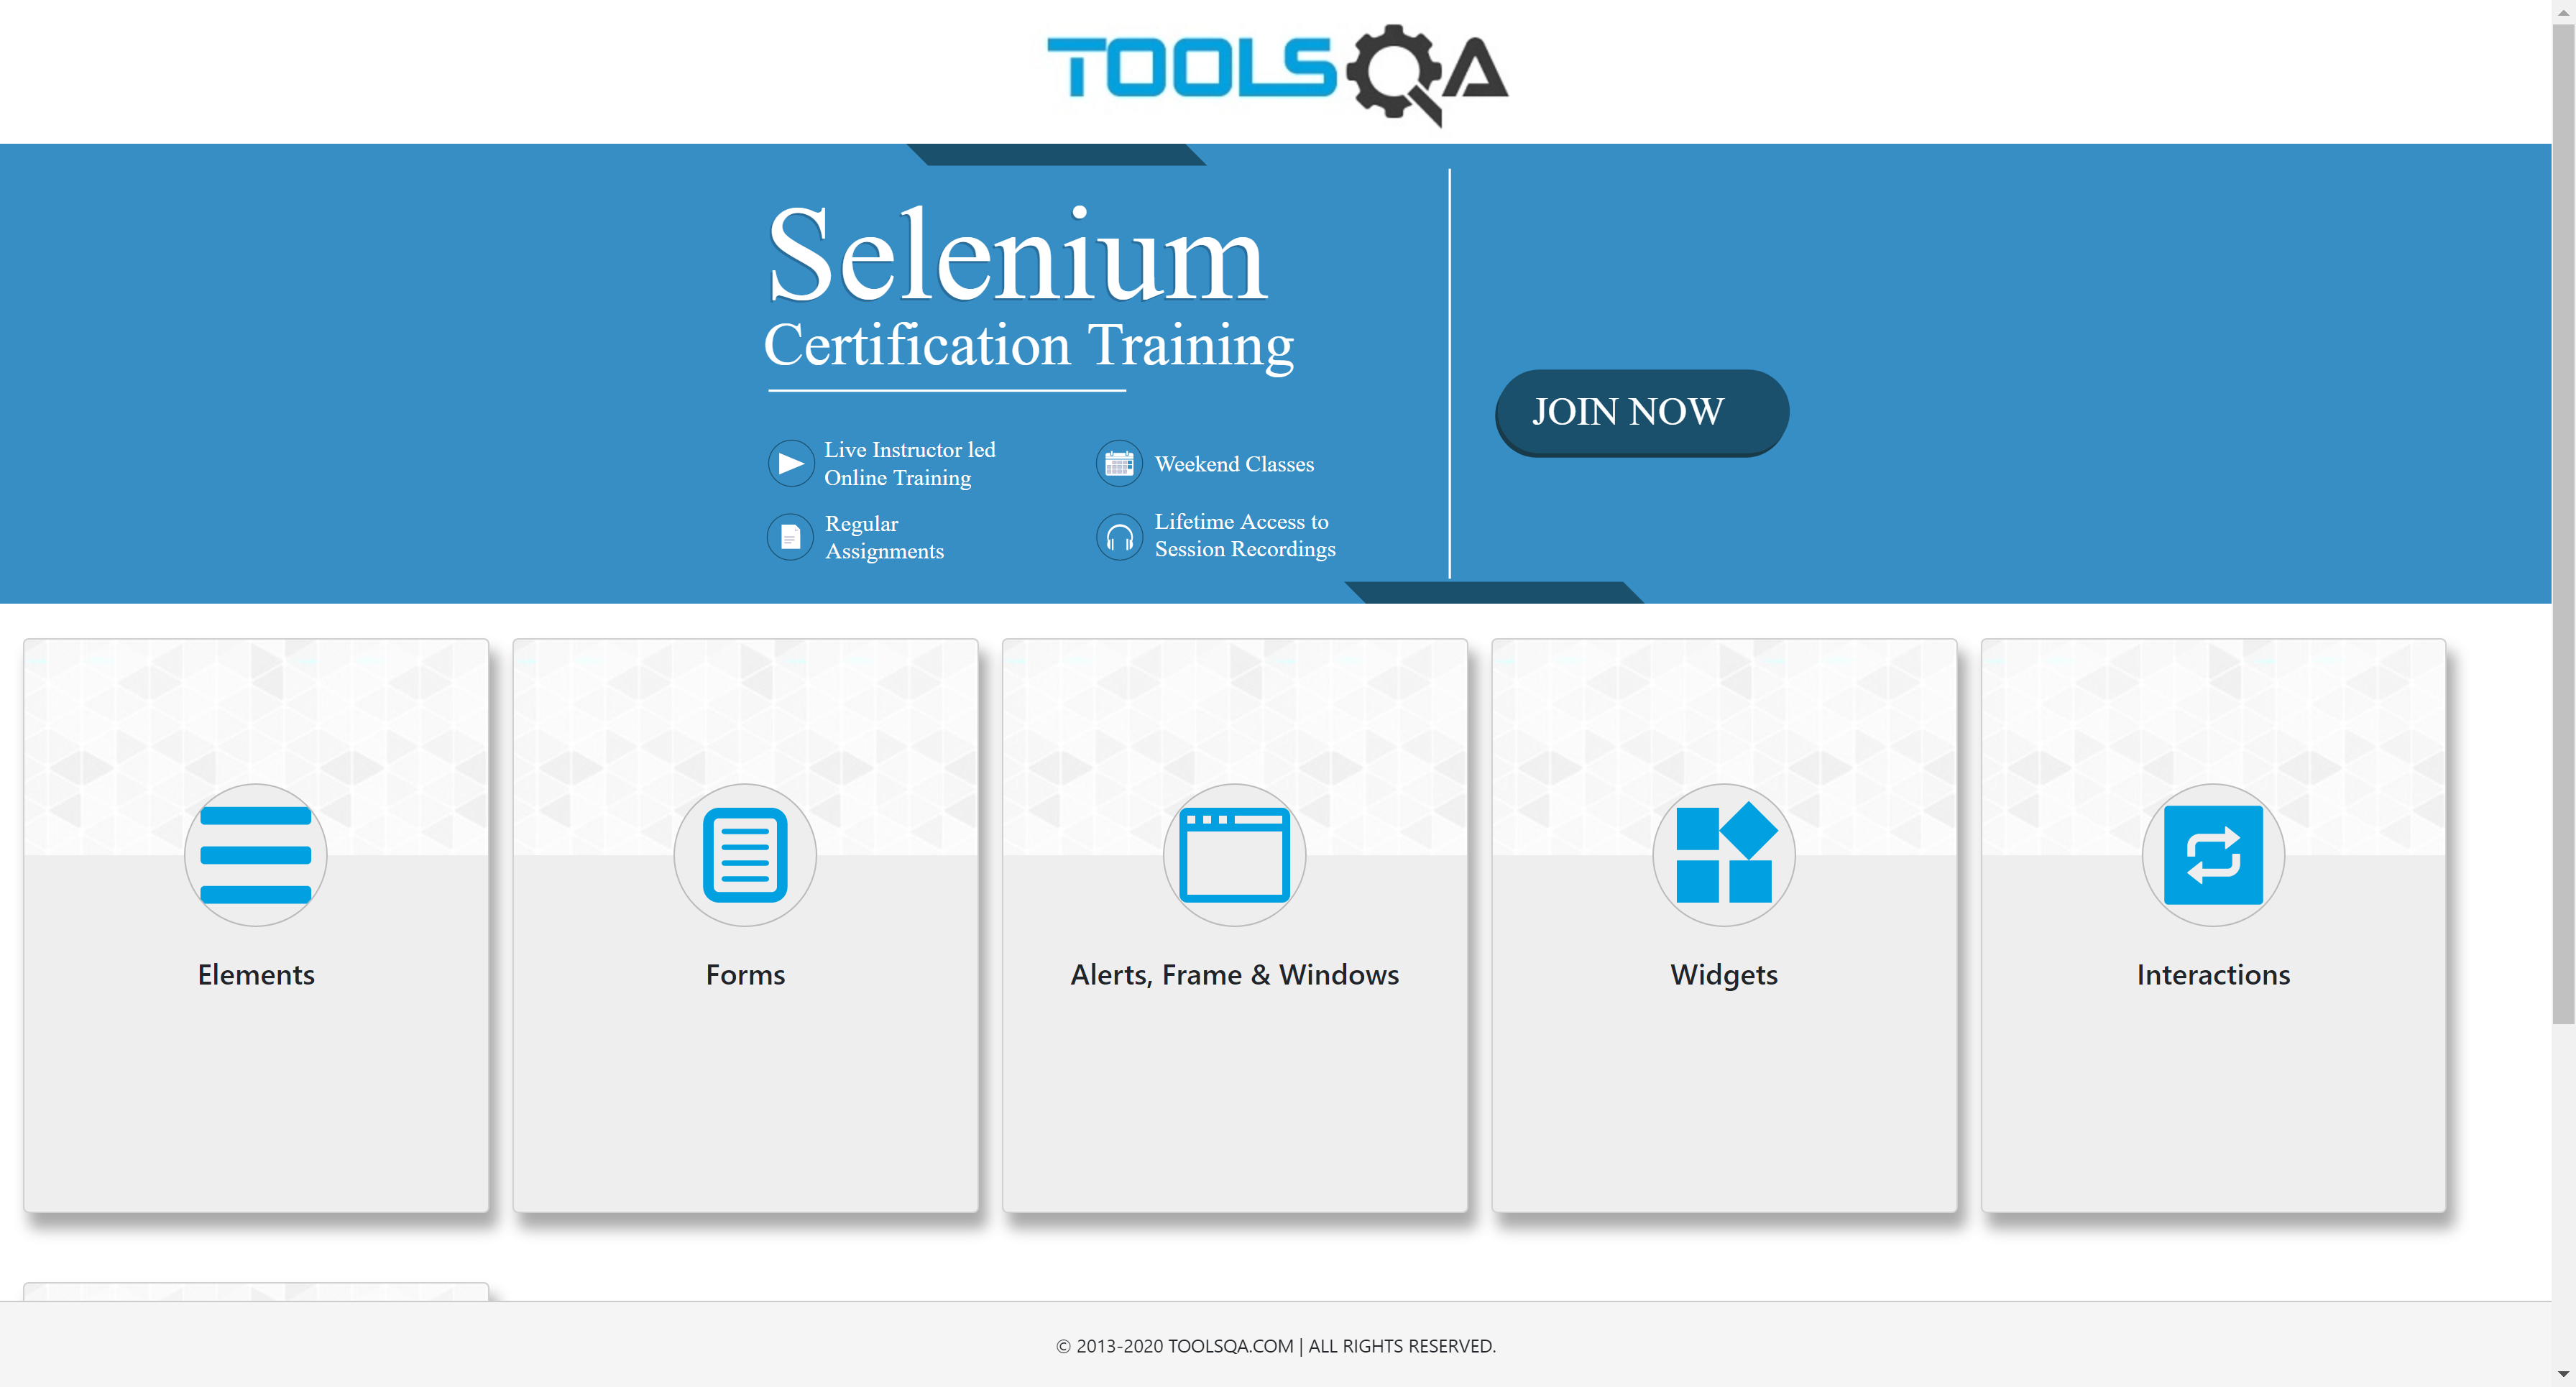 TOOLSQA
Selenium
Certification Training
Live Instructor led
Online Training
Weekend Classes
Regular
Assignments
Lifetime Access to
Session Recordings
JOIN NOW
Elements
Forms
Alerts, Frame & Windows
Widgets
Interactions
© 2013-2020 TOOLSQA.COM | ALL RIGHTS RESERVED.